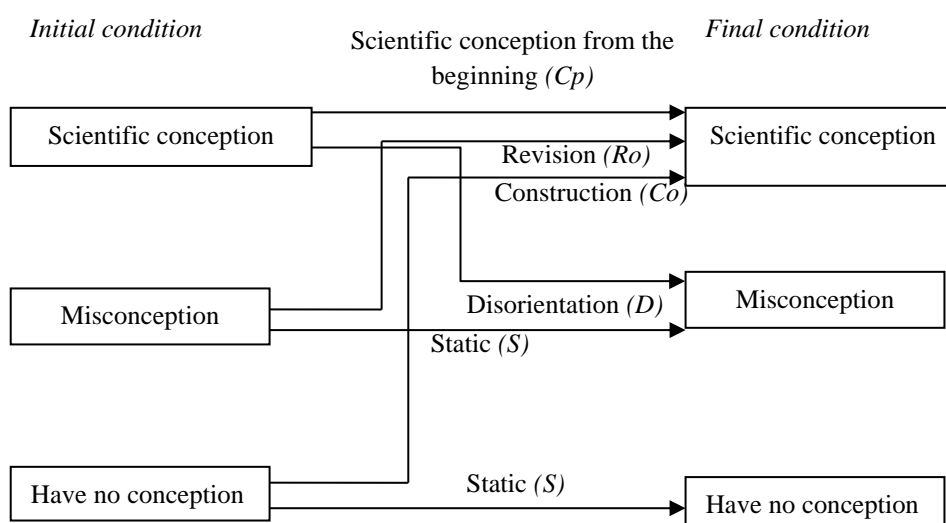 Initial condition
Scientific conception from the
beginning (Cp)
Final condition
Scientific conception
Scientific conception
Revision (Ro)
Construction (Co)
Misconception
Disorientation (D)
Misconception
Static (S)
Have no conception
Static (S)
Have no conception